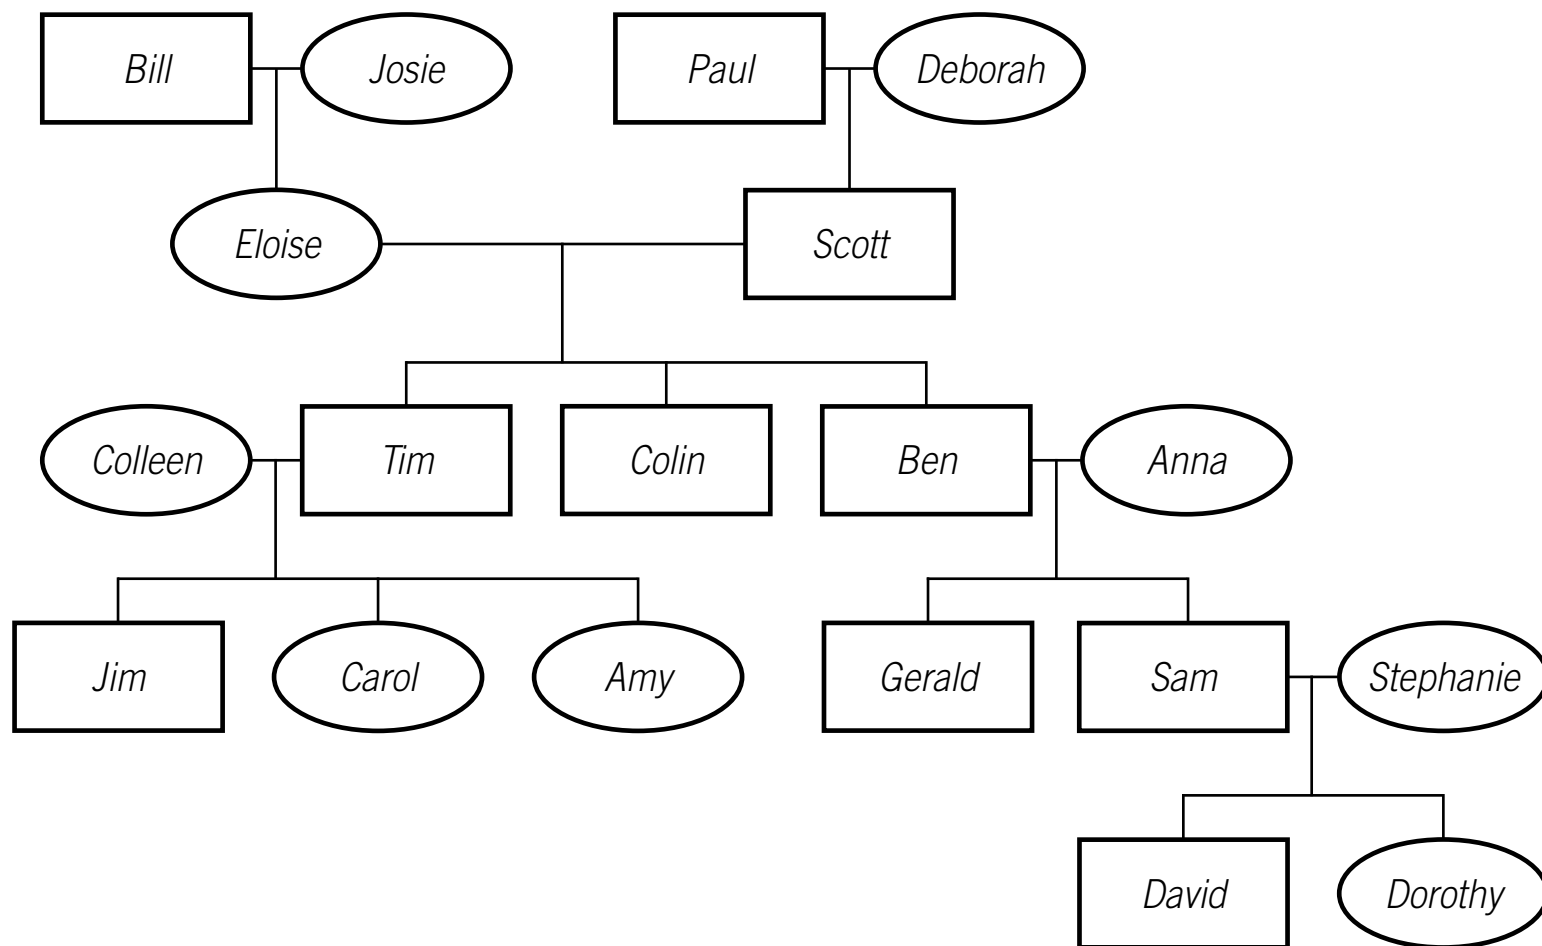 Bill
Josie
Paul
Deborah
Eloise
Scott
Colleen
Tim
Colin
Ben
Anna
Jim
Carol
Amy
Gerald
Sam
Stephanie
David
Dorothy